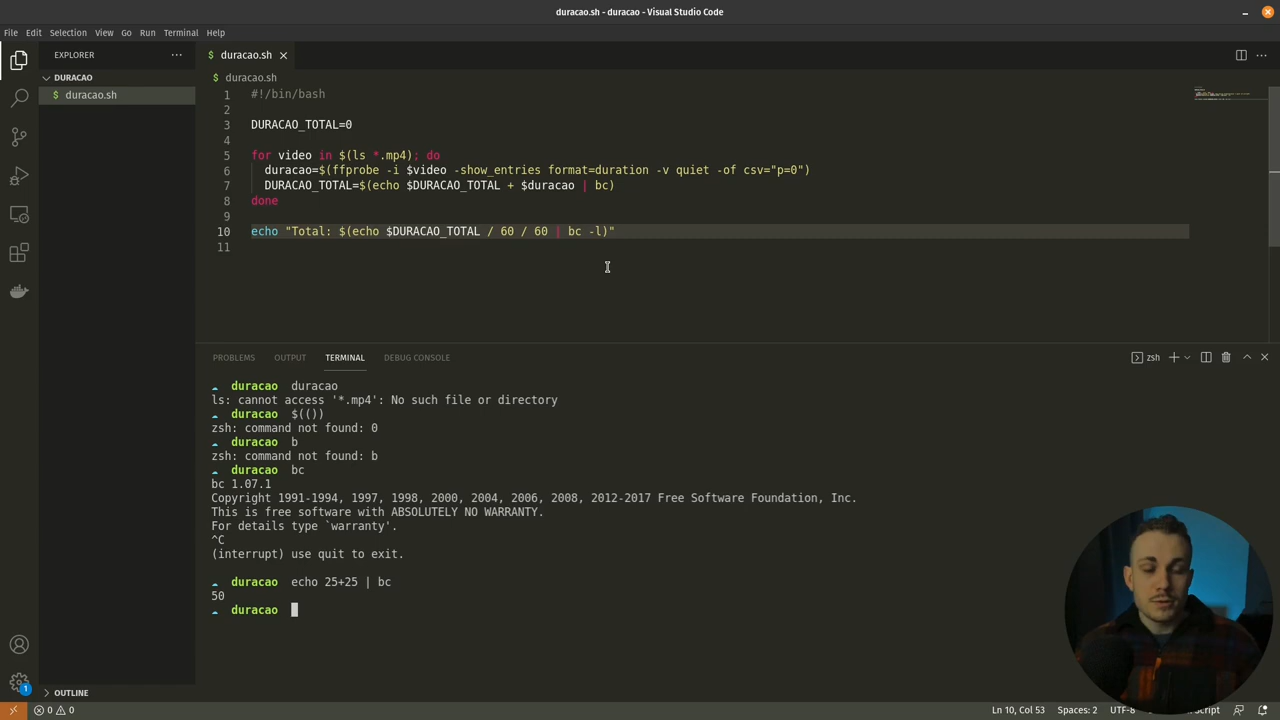 duracao.sh - duracao - Visual Studio Code
File Edit Selection View Go Run Terminal Help
EXPLORER
duracao.sh
DURACAO
duracao.sh
duracao.sh
1 #!/bin/bash
2
3 DURACAO_TOTAL=0
4
5 for video in $(ls *.mp4); do
6 duracao=$(ffprobe -i $video -show_entries format=duration -v quiet -of csv="p=0")
7 DURACAO_TOTAL=$(echo $DURACAO_TOTAL + $duracao | bc)
8 done
9
10 echo "Total: $(echo $DURACAO_TOTAL / 60 / 60 | bc -l)"
11
PROBLEMS OUTPUT TERMINAL DEBUG CONSOLE
zsh
duracao duracao
ls: cannot access '*.mp4': No such file or directory
duracao $(())
zsh: command not found: 0
duracao b
zsh: command not found: b
duracao bc
bc 1.07.1
Copyright 1991-1994, 1997, 1998, 2000, 2004, 2006, 2008, 2012-2017 Free Software Foundation, Inc.
This is free software with ABSOLUTELY NO WARRANTY.
For details type `warranty'.
^C
(interrupt) use quit to exit.
duracao echo 25+25 | bc
50
duracao
1
OUTLINE
0 0
Ln 10, Col 53 Spaces: 2 UTF-8